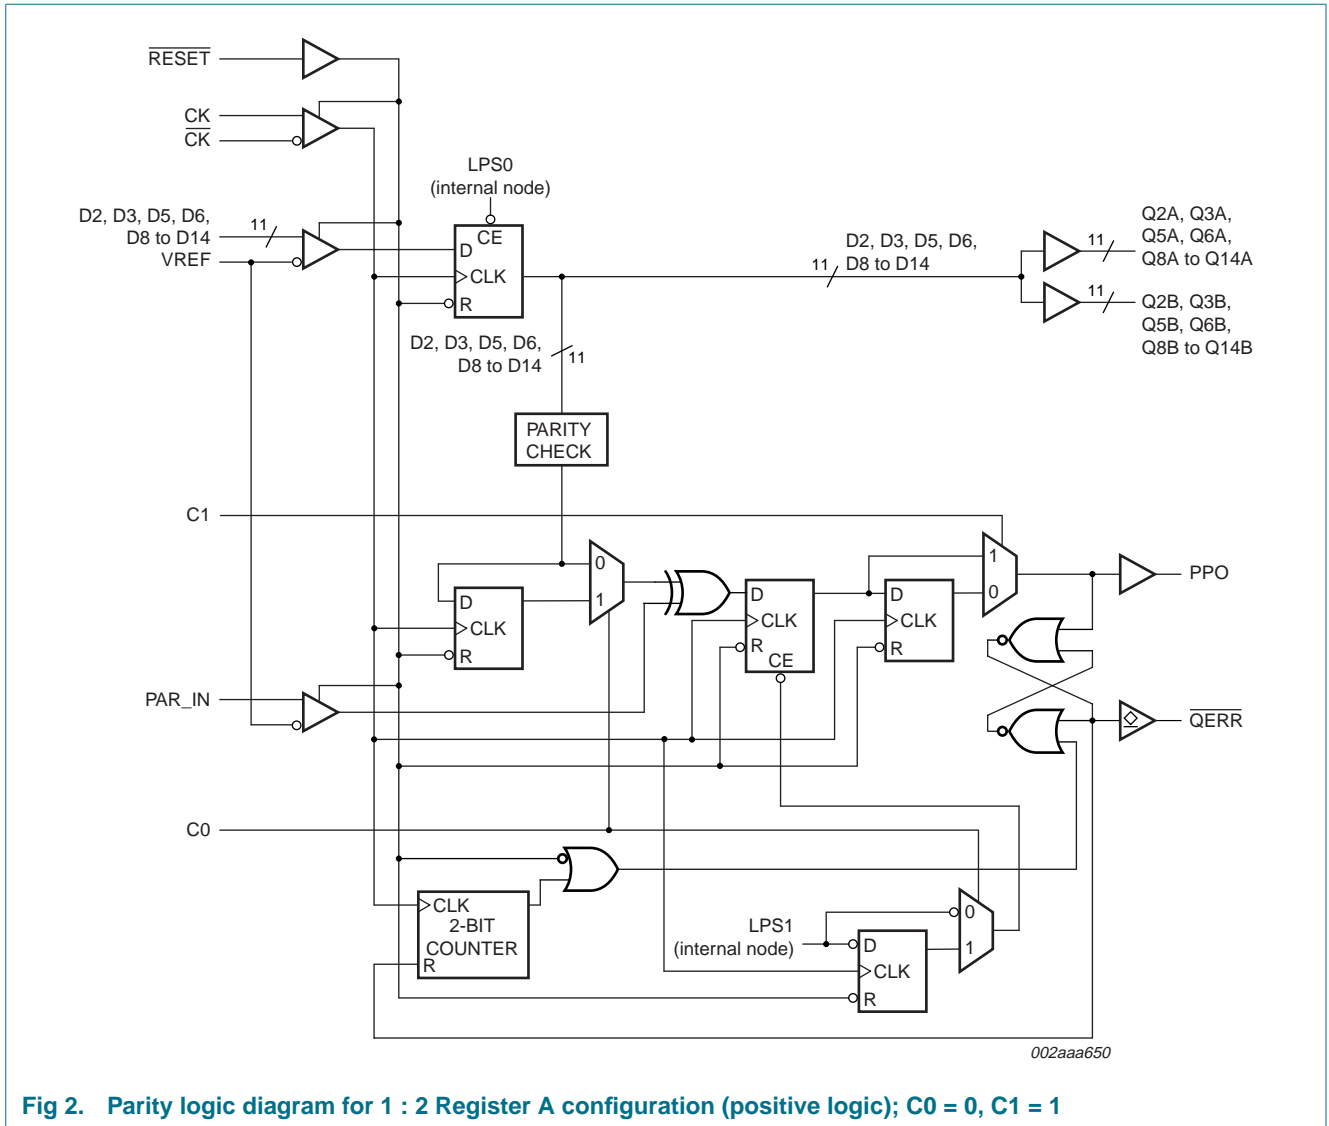 RESET
CK
CK
LPS0
(internal node)
D2, D3, D5, D6,
D8 to D14
11
VREF
CE
D
CLK
R
D2, D3, D5, D6,
D8 to D14
11
Q2A, Q3A,
Q5A, Q6A,
Q8A to Q14A
11
Q2B, Q3B,
Q5B, Q6B,
Q8B to Q14B
11
D2, D3, D5, D6,
D8 to D14
11
PARITY
CHECK
C1
0
1
D
CLK
R
D
CLK
R
CE
D
CLK
R
1
0
PPO
PAR_IN
QERR
C0
CLK
2-BIT
COUNTER
R
LPS1
(internal node)
D
CLK
R
0
1
002aaa650
Fig 2. Parity logic diagram for 1 : 2 Register A configuration (positive logic); C0 = 0, C1 = 1